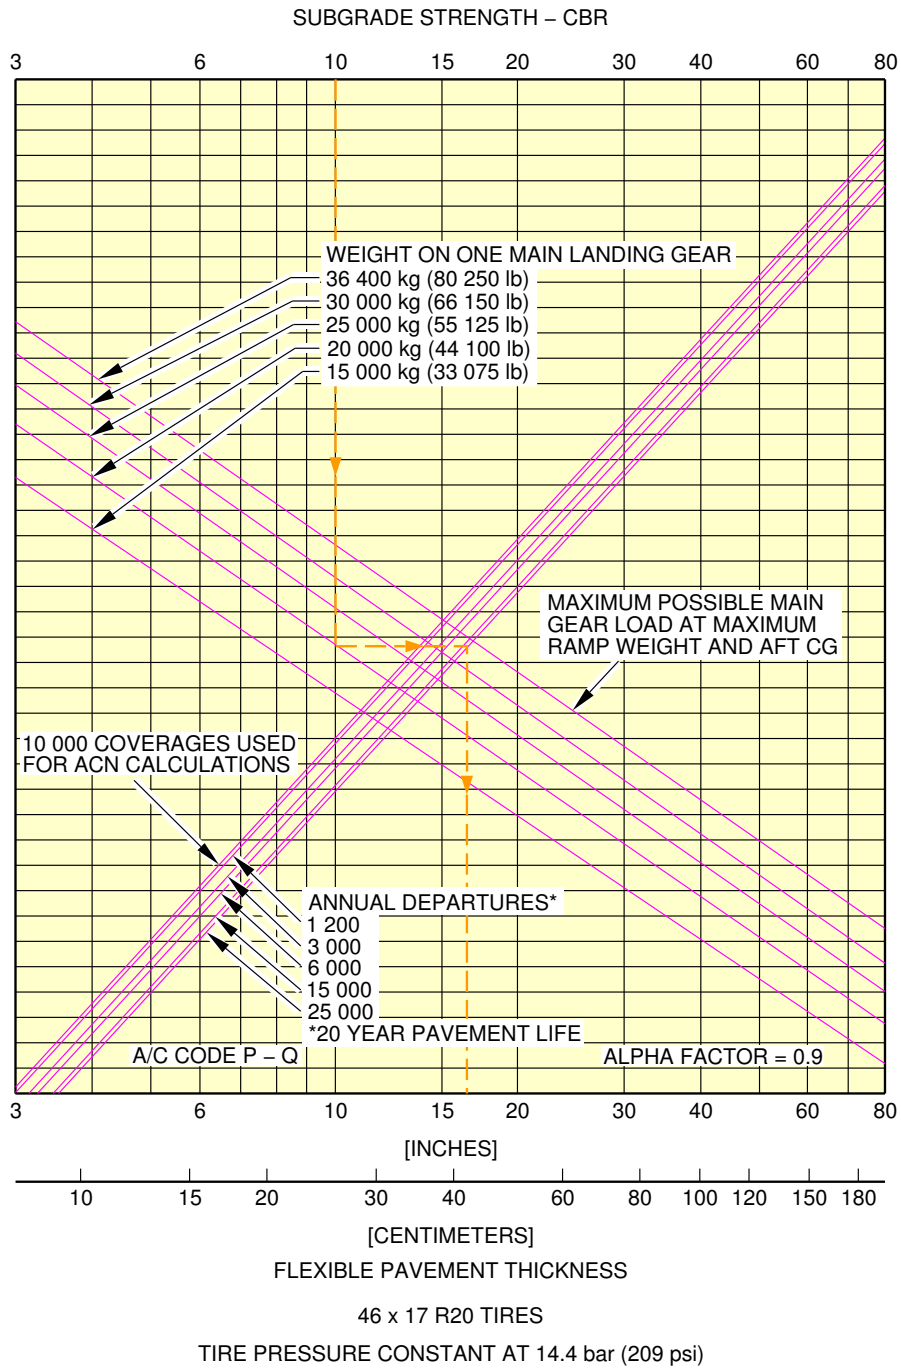 SUBGRADE STRENGTH – CBR
3 6 10 15 20 30 40 60 80
WEIGHT ON ONE MAIN LANDING GEAR
36 400 kg (80 250 lb)
30 000 kg (66 150 lb)
25 000 kg (55 125 lb)
20 000 kg (44 100 lb)
15 000 kg (33 075 lb)
MAXIMUM POSSIBLE MAIN
GEAR LOAD AT MAXIMUM
RAMP WEIGHT AND AFT CG
10 000 COVERAGES USED
FOR ACN CALCULATIONS
ANNUAL DEPARTURES*
1 200
3 000
6 000
15 000
25 000
*20 YEAR PAVEMENT LIFE
A/C CODE P – Q
ALPHA FACTOR = 0.9
3 6 10 15 20 30 40 60 80
[INCHES]
10 15 20 30 40 60 80 100 120 150 180
[CENTIMETERS]
FLEXIBLE PAVEMENT THICKNESS
46 x 17 R20 TIRES
TIRE PRESSURE CONSTANT AT 14.4 bar (209 psi)